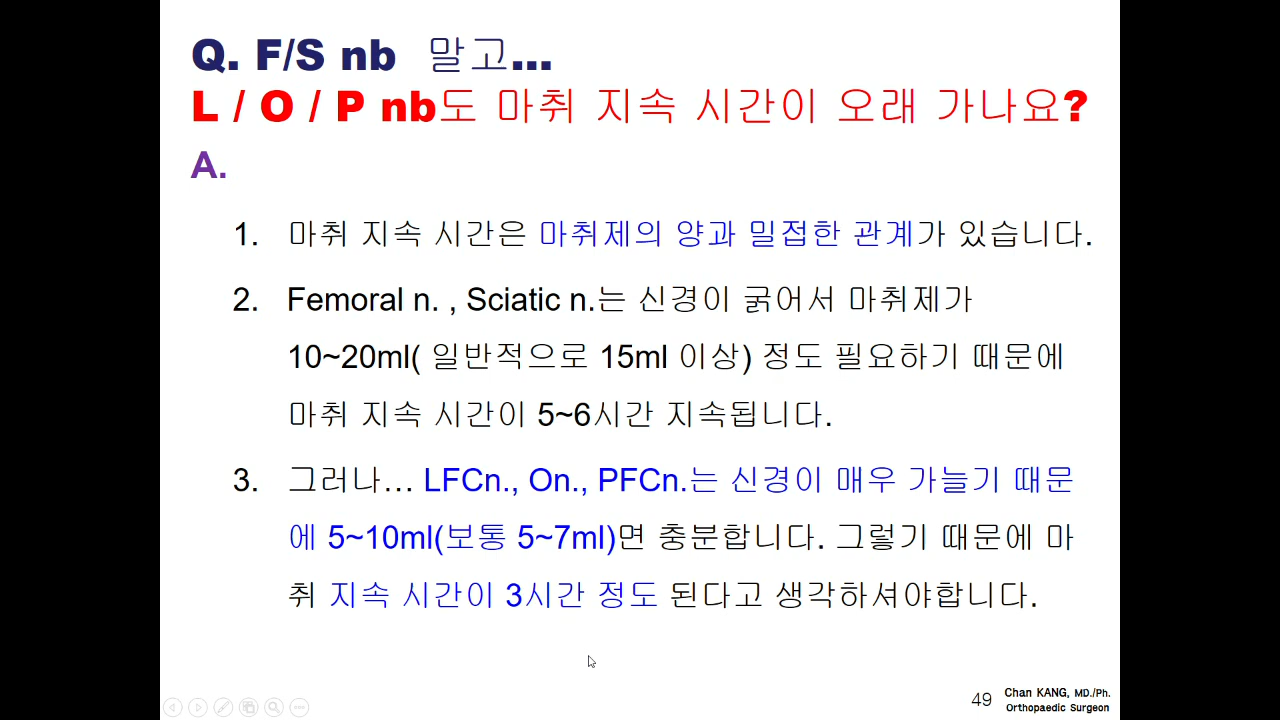 Q. F/S nb 말고...
L / O / P nb도 마취 지속 시간이 오래 가나요?
A.
1. 마취 지속 시간은 마취제의 양과 밀접한 관계가 있습니다.
2. Femoral n. , Sciatic n.는 신경이 굵어서 마취제가
10~20ml( 일반적으로 15ml 이상) 정도 필요하기 때문에
마취 지속 시간이 5~6시간 지속됩니다.
3. 그러나... LFCn., On., PFCn.는 신경이 매우 가늘기 때문
에 5~10ml(보통 5~7ml)면 충분합니다. 그렇기 때문에 마
취 지속 시간이 3시간 정도 된다고 생각하셔야합니다.
49
Chan KANG, MD./Ph.
Orthopaedic Surgeon